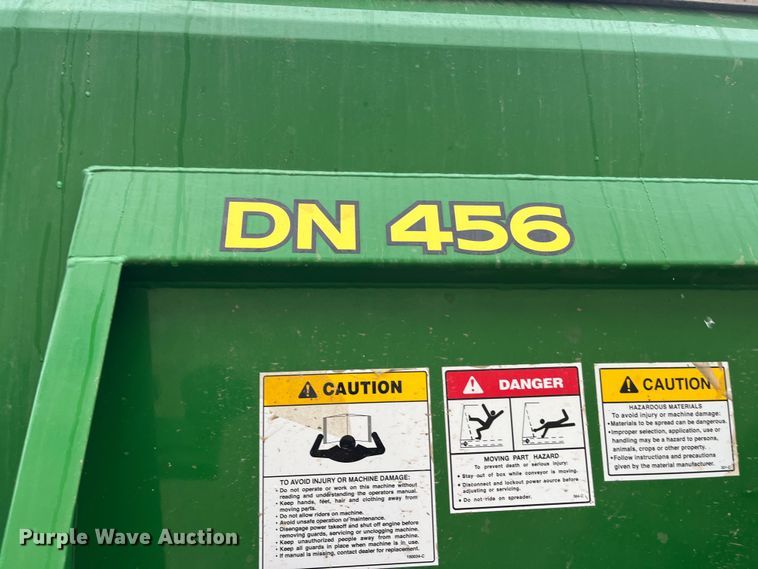 DN 456
CAUTION
TO AVOID INJURY OR MACHINE DAMAGE:
• Do not operate or work on this machine without
reading and understanding the operators manual.
• Keep hands, feet, hair and clothing away from
moving parts.
• Do not allow riders on machine.
• Avoid unsafe operation or maintenance.
• Disengage power takeoff and shut off engine before
removing guards, servicing or unclogging machine.
• Keep unauthorized people away from machine.
• Keep all guards in place when machine is in use.
• If manual is missing, contact dealer for replacement.
DANGER
MOVING PART HAZARD
To prevent death or serious injury:
• Stay out of box while conveyor is moving.
• Disconnect and lockout power source before
adjusting or servicing.
• Do not ride on spreader.
CAUTION
HAZARDOUS MATERIALS
To avoid injury or machine damage:
• Materials to be spread can be dangerous.
• Improper selection, application, use or
handling may be a hazard to persons,
animals, crops or other property.
• Follow instructions and precautions
given by the material manufacturer.
Purple Wave Auction